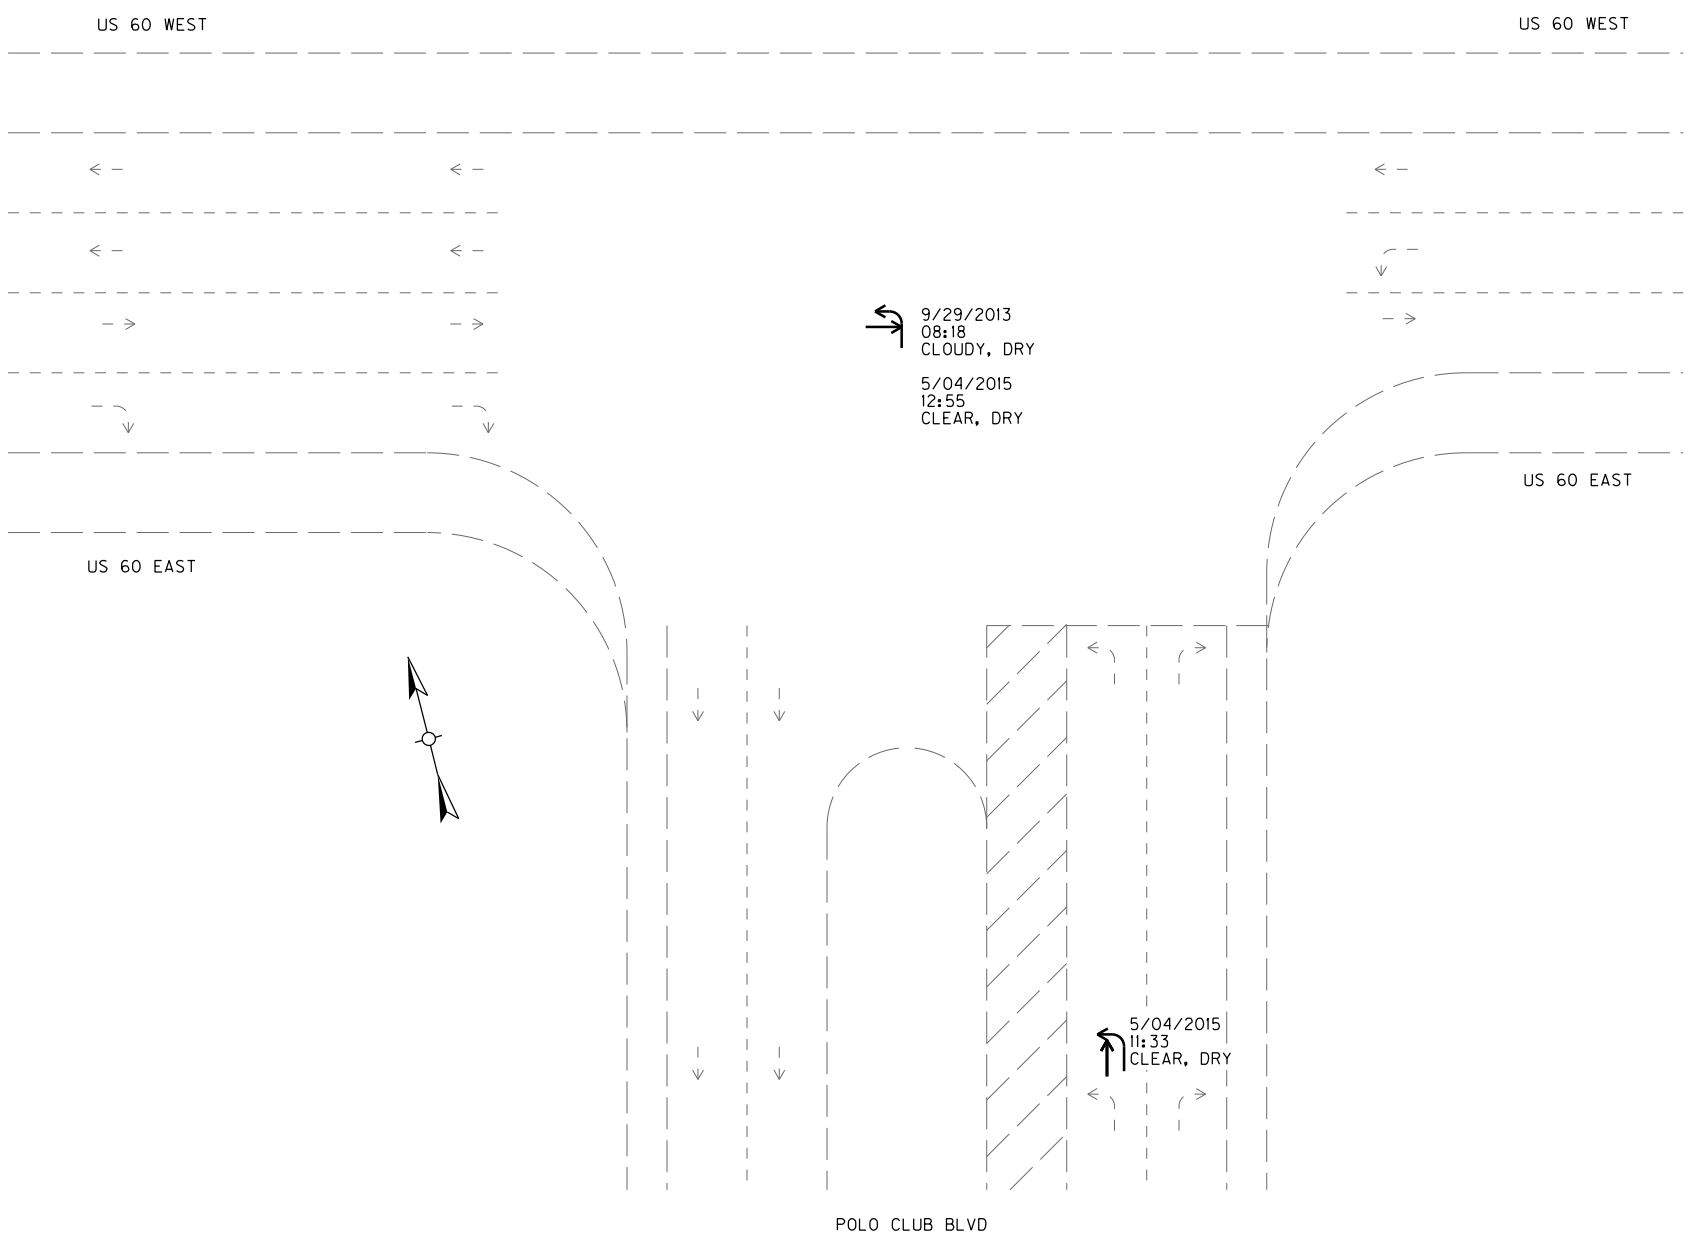 US 60 WEST
US 60 WEST
9/29/2013
08:18
CLOUDY, DRY
5/04/2015
12:55
CLEAR, DRY
US 60 EAST
US 60 EAST
5/04/2015
11:33
CLEAR, DRY
POLO CLUB BLVD